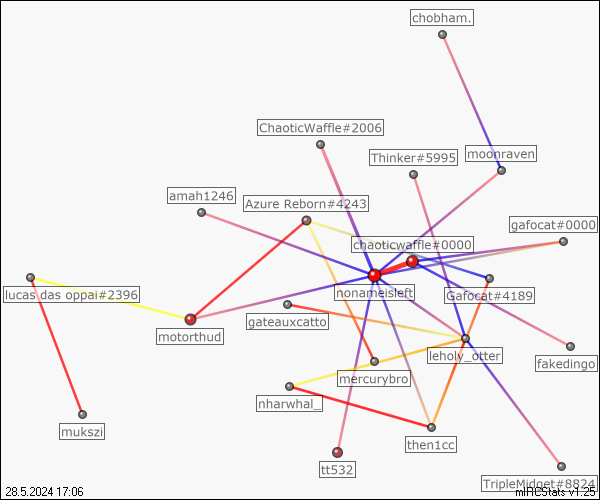 chobham.
ChaoticWaffle#2006
Thinker#5995
moonraven
amah1246
Azure Reborn#4243
gafocat#0000
chaoticwaffle#0000
lucas das oppai#2396
nonameisleft
Gafocat#4189
motorthud
gateauxcatto
leholy_otter
fakedingo
mercurybro
nharwhal_
mukszi
then1cc
tt532
TripleMidget#8824
28.5.2024 17:06
mIRCStats v1.25